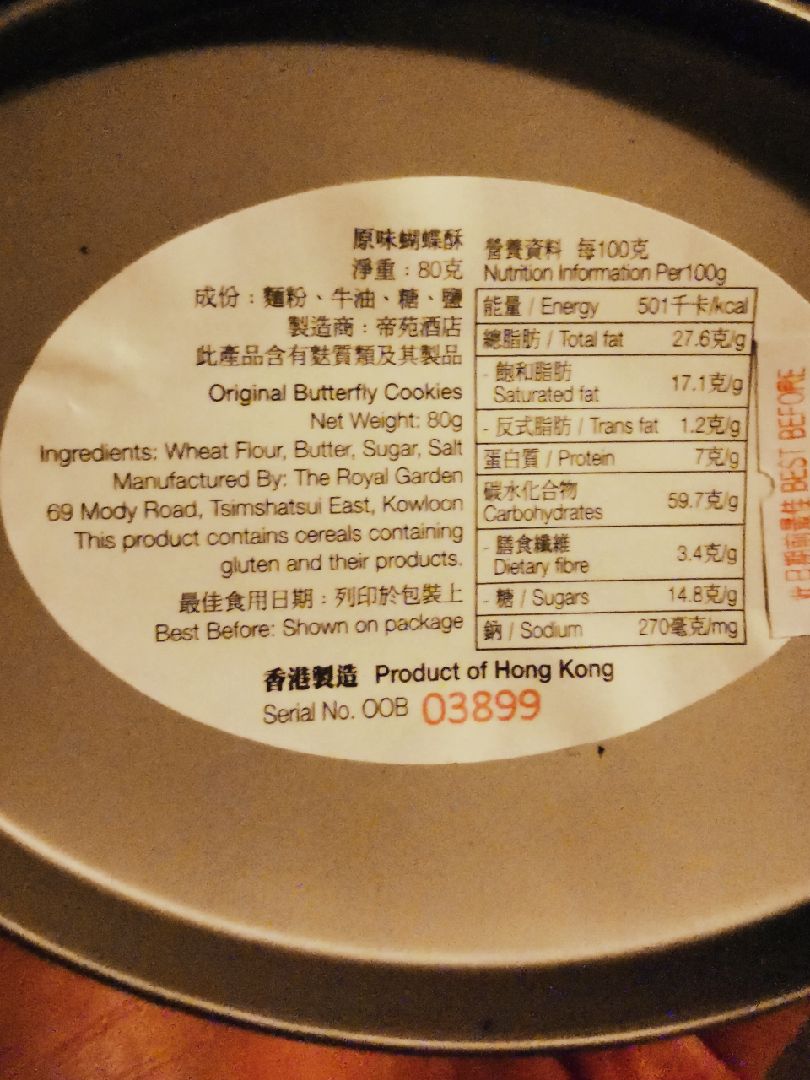 原味蝴蝶酥
淨重：80克
成份：麵粉、牛油、糖、鹽
製造商：帝苑酒店
此產品含有麩質類及其製品
Original Butterfly Cookies
Net Weight: 80g
Ingredients: Wheat Flour, Butter, Sugar, Salt
Manufactured By: The Royal Garden
69 Mody Road, Tsimshatsui East, Kowloon
This product contains cereals containing
gluten and their products.
最佳食用日期：列印於包裝上
Best Before: Shown on package
營養資料 每100克
Nutrition Information Per100g
能量 / Energy 501千卡/kcal
總脂肪 / Total fat 27.6克/g
- 飽和脂肪
Saturated fat 17.1克/g
- 反式脂肪 / Trans fat 1.2克/g
蛋白質 / Protein 7克/g
碳水化合物
Carbohydrates 59.7克/g
- 膳食纖維
Dietary fibre 3.4克/g
- 糖 / Sugars 14.8克/g
鈉 / Sodium 270毫克/mg
香港製造 Product of Hong Kong
Serial No. OOB 03899
此日期前最佳 BEST BEFORE